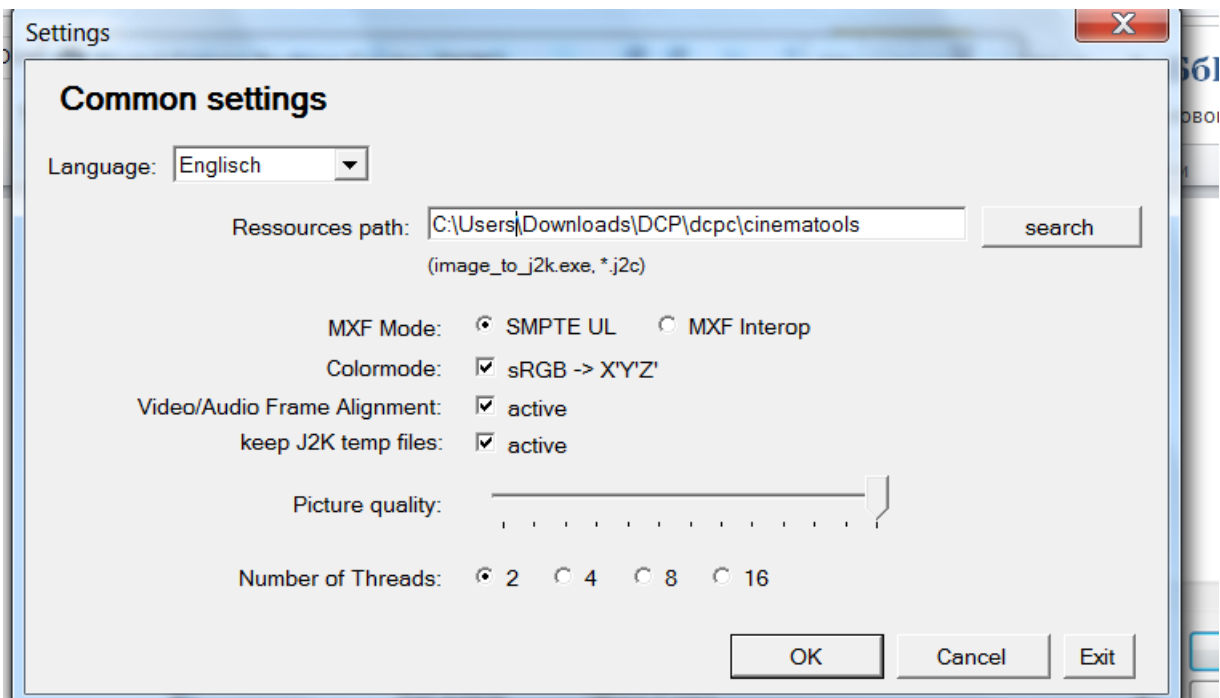 Settings
Common settings
Language: Englisch
Ressources path: C:\Users\Downloads\DCP\dcpc\cinematools search
(image_to_j2k.exe, *.j2c)
MXF Mode: SMPTE UL MXF Interop
Colormode: sRGB -> X'Y'Z'
Video/Audio Frame Alignment: active
keep J2K temp files: active
Picture quality:
Number of Threads: 2 4 8 16
OK Cancel Exit